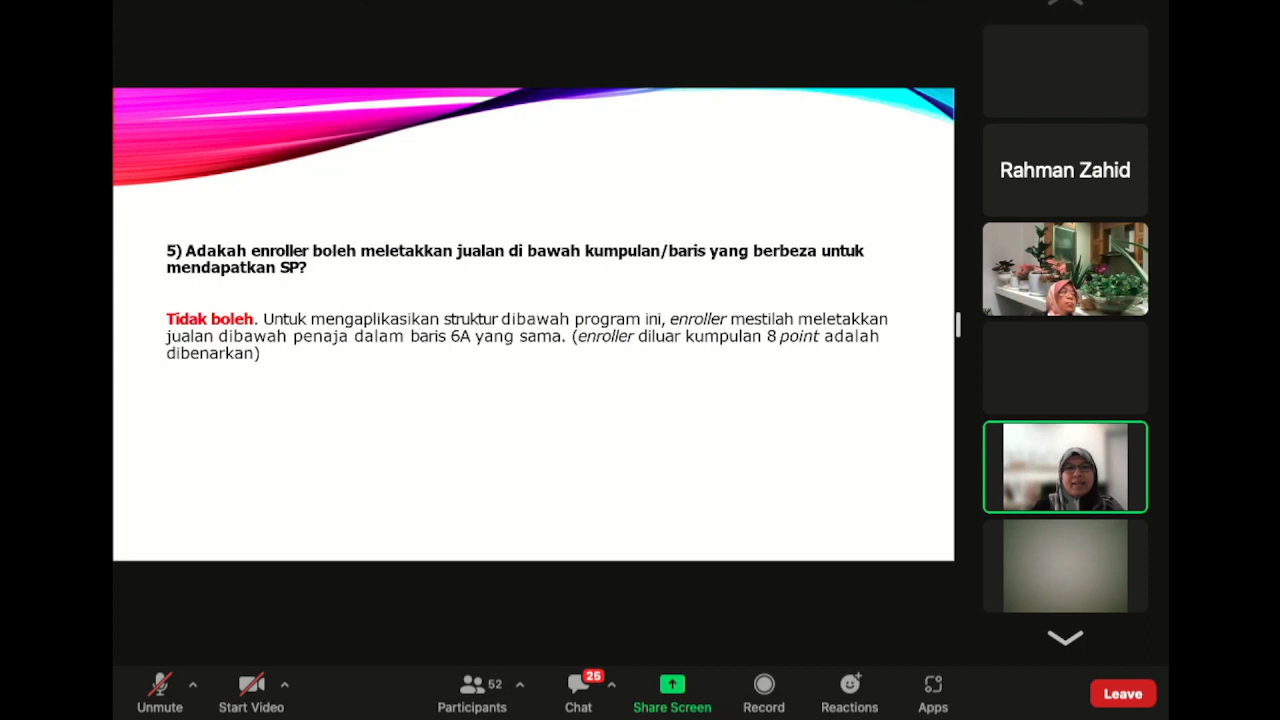 5) Adakah enroller boleh meletakkan jualan di bawah kumpulan/baris yang berbeza untuk
mendapatkan SP?
Tidak boleh. Untuk mengaplikasikan struktur dibawah program ini, enroller mestilah meletakkan
jualan dibawah penaja dalam baris 6A yang sama. (enroller diluar kumpulan 8 point adalah
dibenarkan)
Rahman Zahid
Unmute
Start Video
52
Participants
25
Chat
Share Screen
Record
Reactions
Apps
Leave